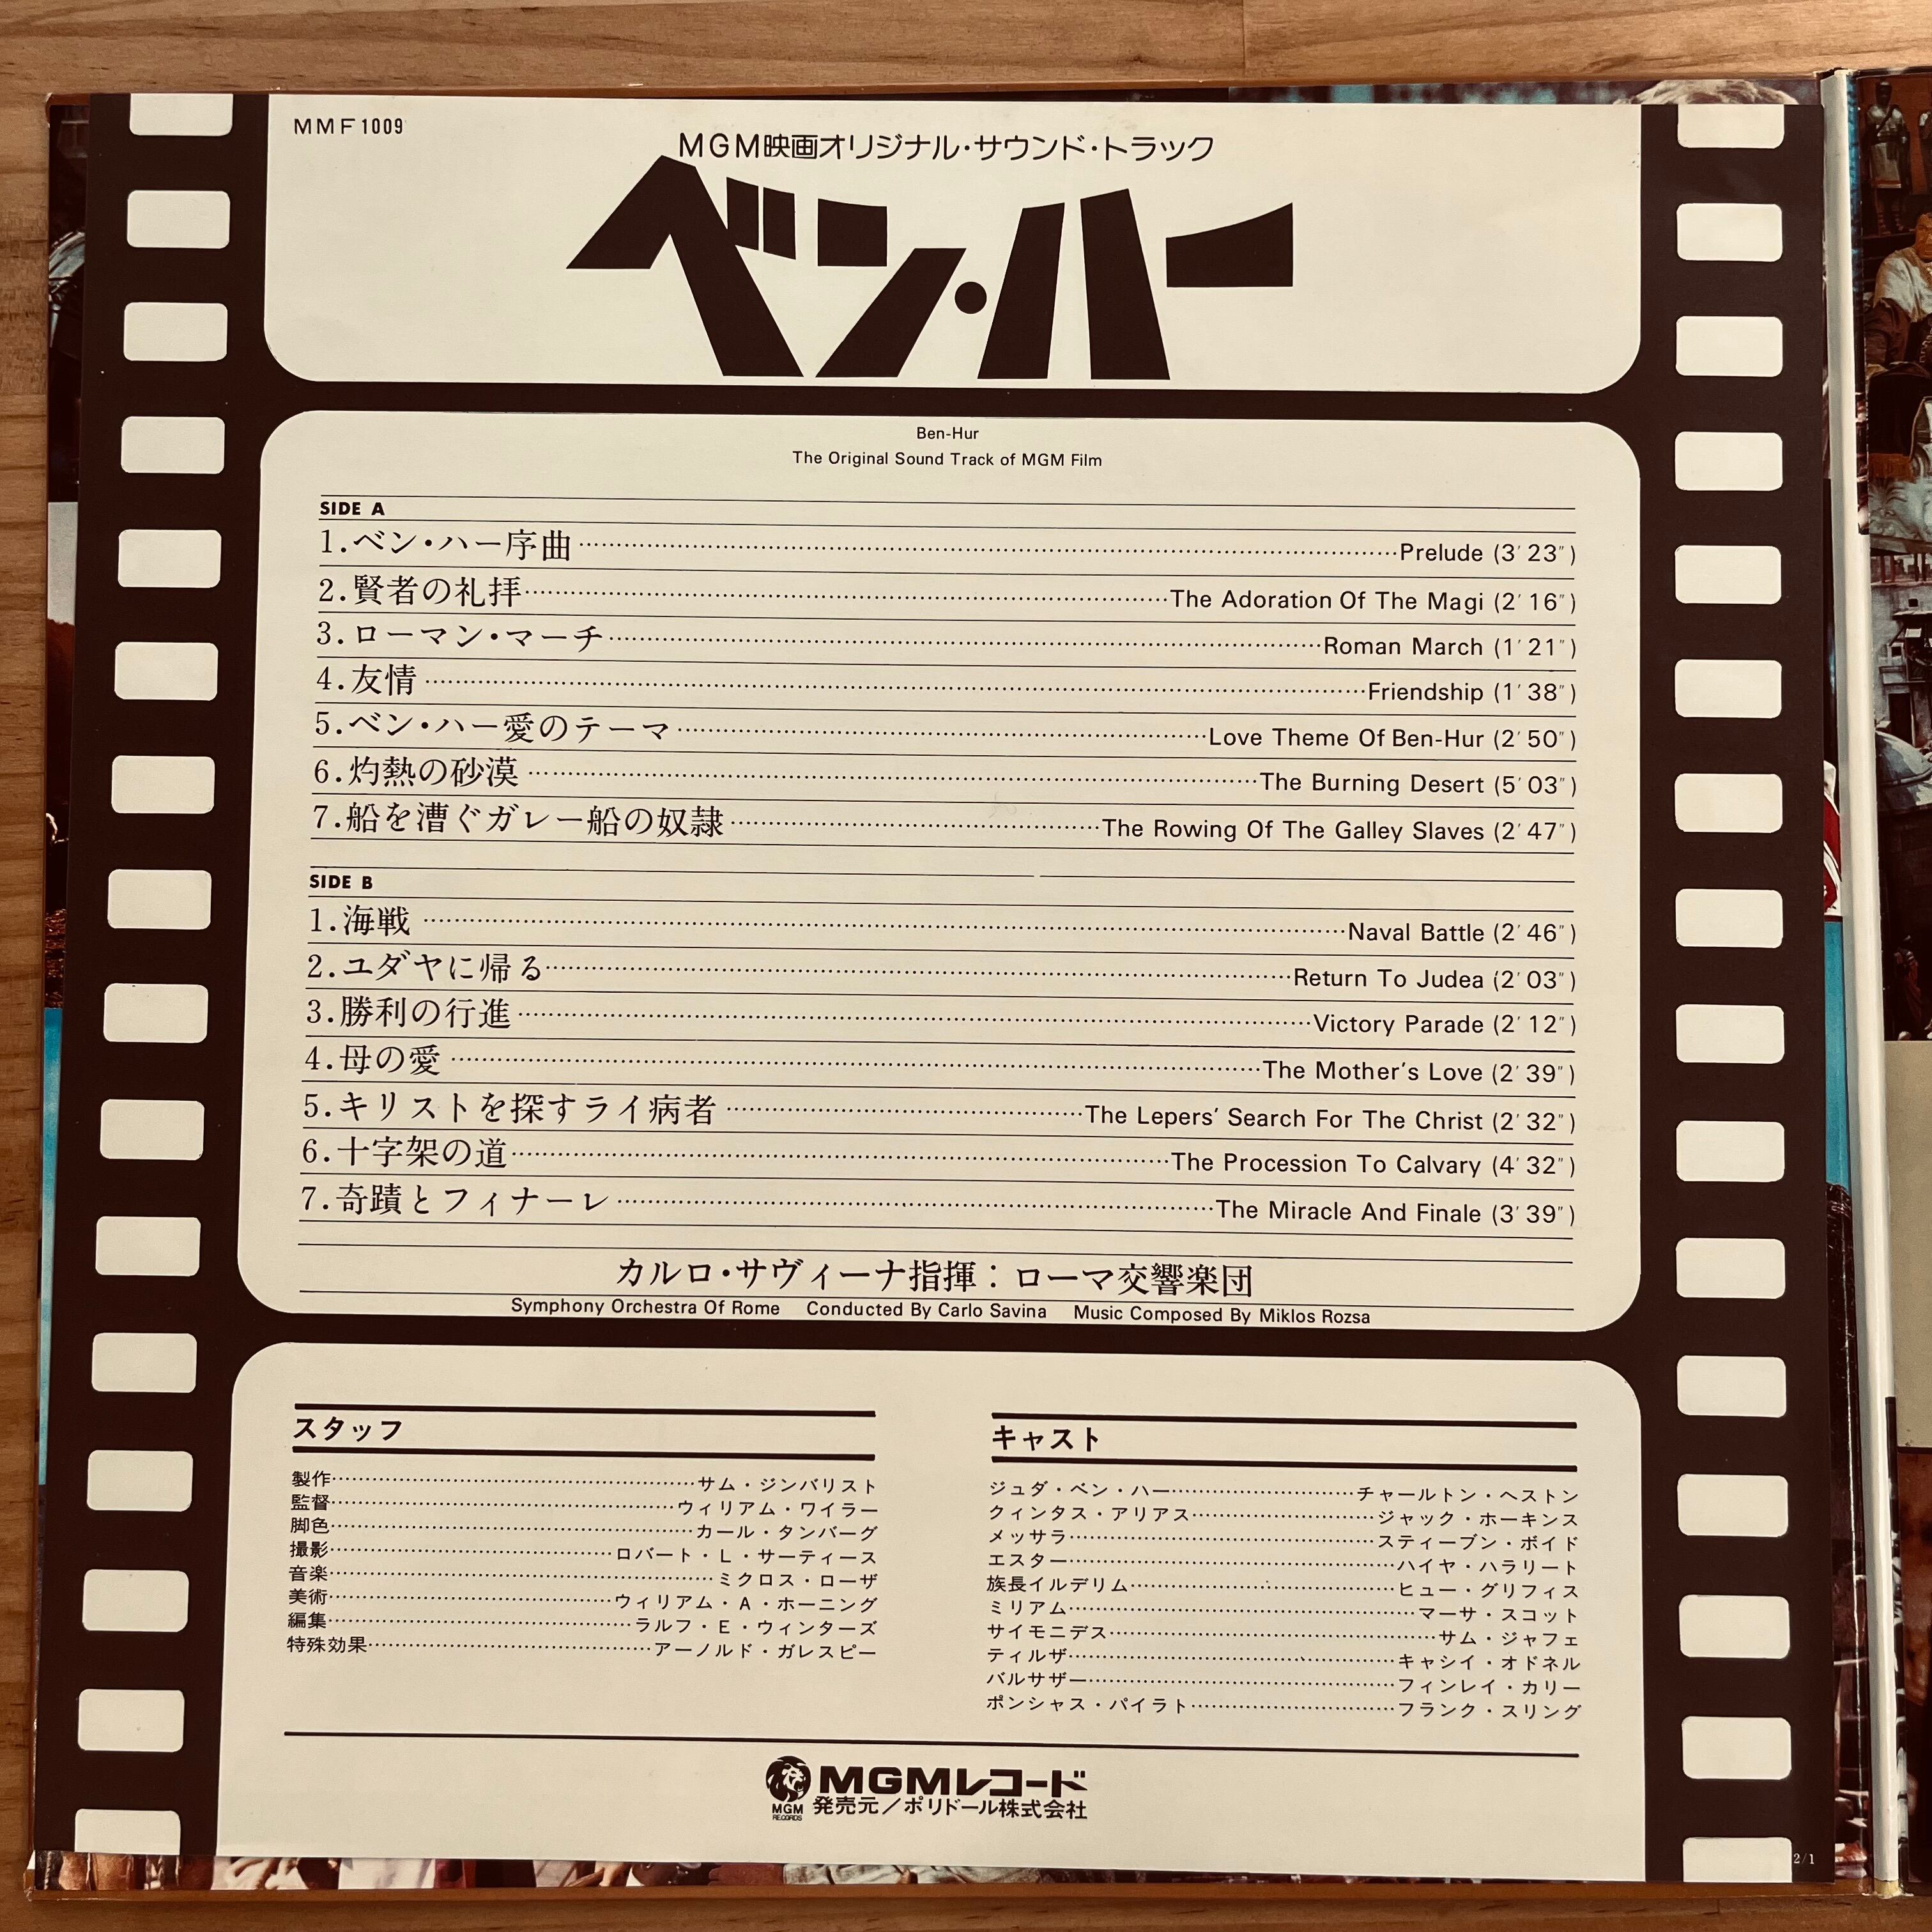 MMF1009
MGM映画オリジナル・サウンド・トラック
ベン・ハー
Ben-Hur
The Original Sound Track of MGM Film
SIDE A
1.ベン・ハー序曲……Prelude (3′23″)
2.賢者の礼拝……The Adoration Of The Magi (2′16″)
3.ローマン・マーチ……Roman March (1′21″)
4.友情……Friendship (1′38″)
5.ベン・ハー愛のテーマ……Love Theme Of Ben-Hur (2′50″)
6.灼熱の砂漠……The Burning Desert (5′03″)
7.船を漕ぐガレー船の奴隷……The Rowing Of The Galley Slaves (2′47″)
SIDE B
1.海戦……Naval Battle (2′46″)
2.ユダヤに帰る……Return To Judea (2′03″)
3.勝利の行進……Victory Parade (2′12″)
4.母の愛……The Mother's Love (2′39″)
5.キリストを探すライ病者……The Lepers' Search For The Christ (2′32″)
6.十字架の道……The Procession To Calvary (4′32″)
7.奇蹟とフィナーレ……The Miracle And Finale (3′39″)
カルロ・サヴィーナ指揮：ローマ交響楽団
Symphony Orchestra Of Rome Conducted By Carlo Savina Music Composed By Miklos Rozsa
スタッフ
製作……サム・ジンバリスト
監督……ウィリアム・ワイラー
脚色……カール・タンバーグ
撮影……ロバート・L・サーティース
音楽……ミクロス・ローザ
美術……ウィリアム・A・ホーニング
編集……ラルフ・E・ウィンターズ
特殊効果……アーノルド・ガレスピー
キャスト
ジュダ・ベン・ハー……チャールトン・ヘストン
クィンタス・アリアス……ジャック・ホーキンス
メッサラ……スティーブン・ボイド
エスター……ハイヤ・ハラリート
族長イルデリム……ヒュー・グリフィス
ミリアム……マーサ・スコット
サイモニデス……サム・ジャフェ
ティルザ……キャシイ・オドネル
バルサザー……フィンレイ・カリー
ポンシャス・パイラト……フランク・スリング
MGMレコード
MGM RECORDS
発売元／ポリドール株式会社
2/1